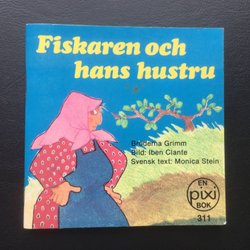 Fiskaren och
hans hustru
Bröderna Grimm
Bild: Iben Clante
Svensk text: Monica Stein
EN
pixi
BOK
311